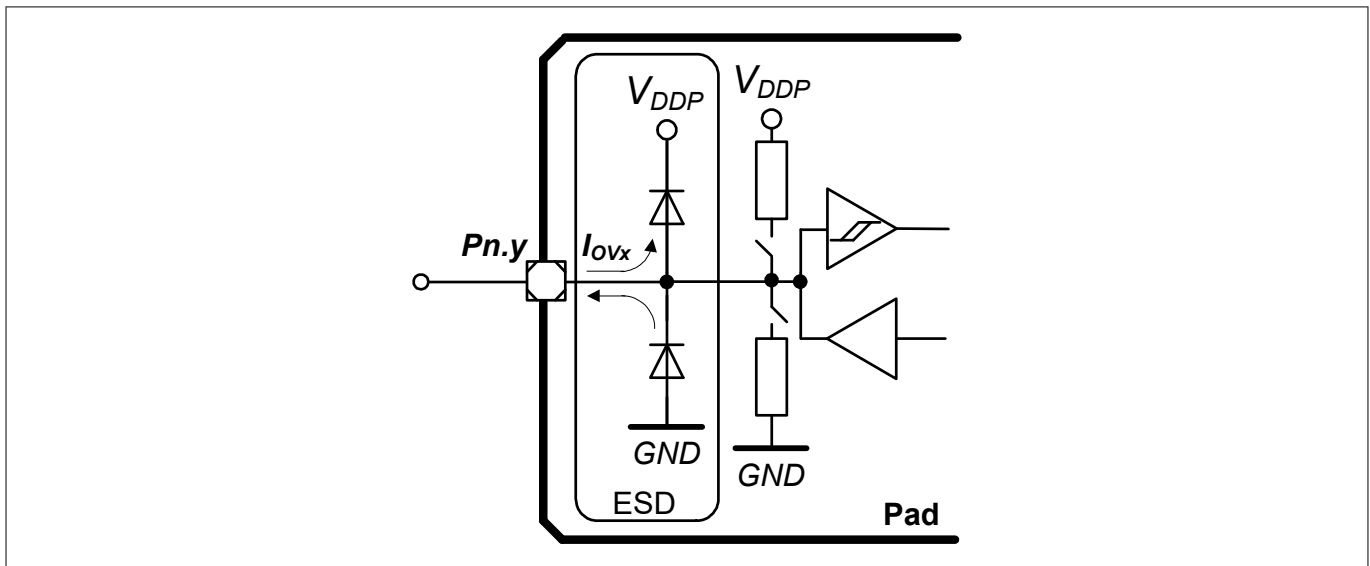 V_DDP
V_DDP
Pn.y
I_OVx
GND
GND
ESD
Pad